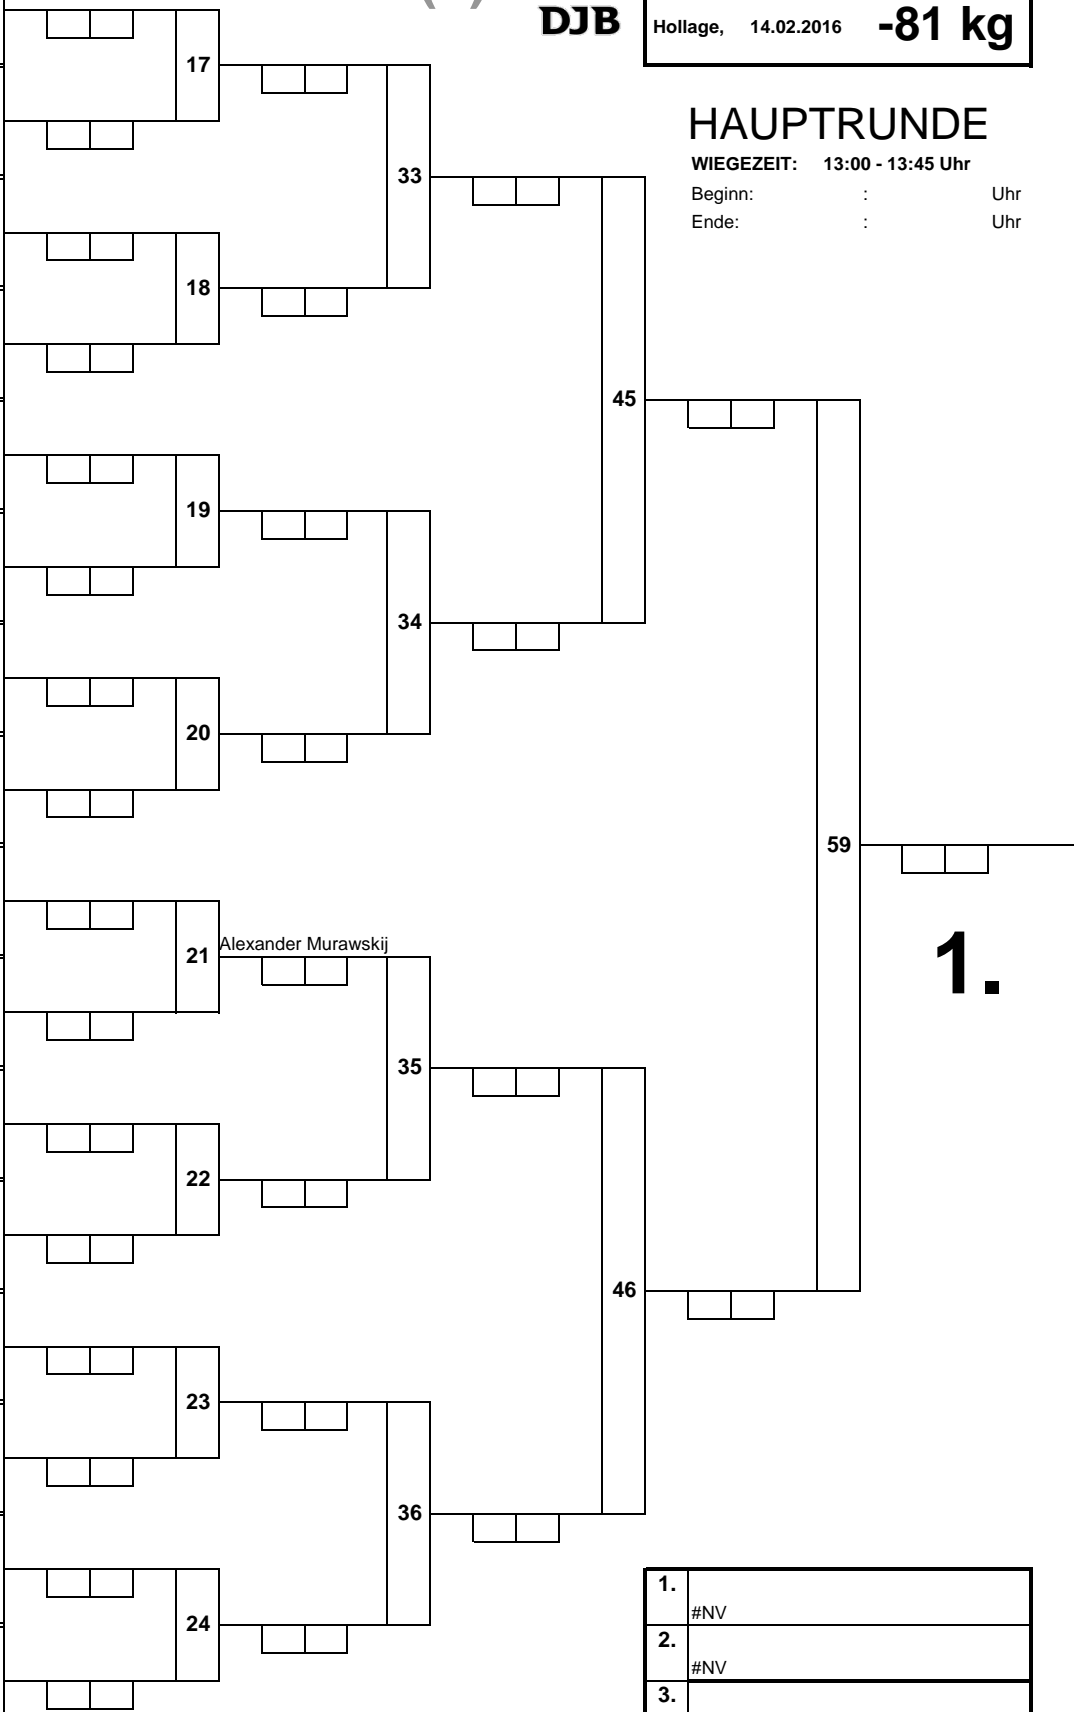 DJB
Hollage, 14.02.2016 -81 kg
17
HAUPTRUNDE
WIEGEZEIT: 13:00 - 13:45 Uhr
33
Beginn: : Uhr
Ende: : Uhr
18
45
19
34
20
59
Alexander Murawskij
21
1.
35
22
46
23
36
1.
#NV
24
2.
#NV
3.